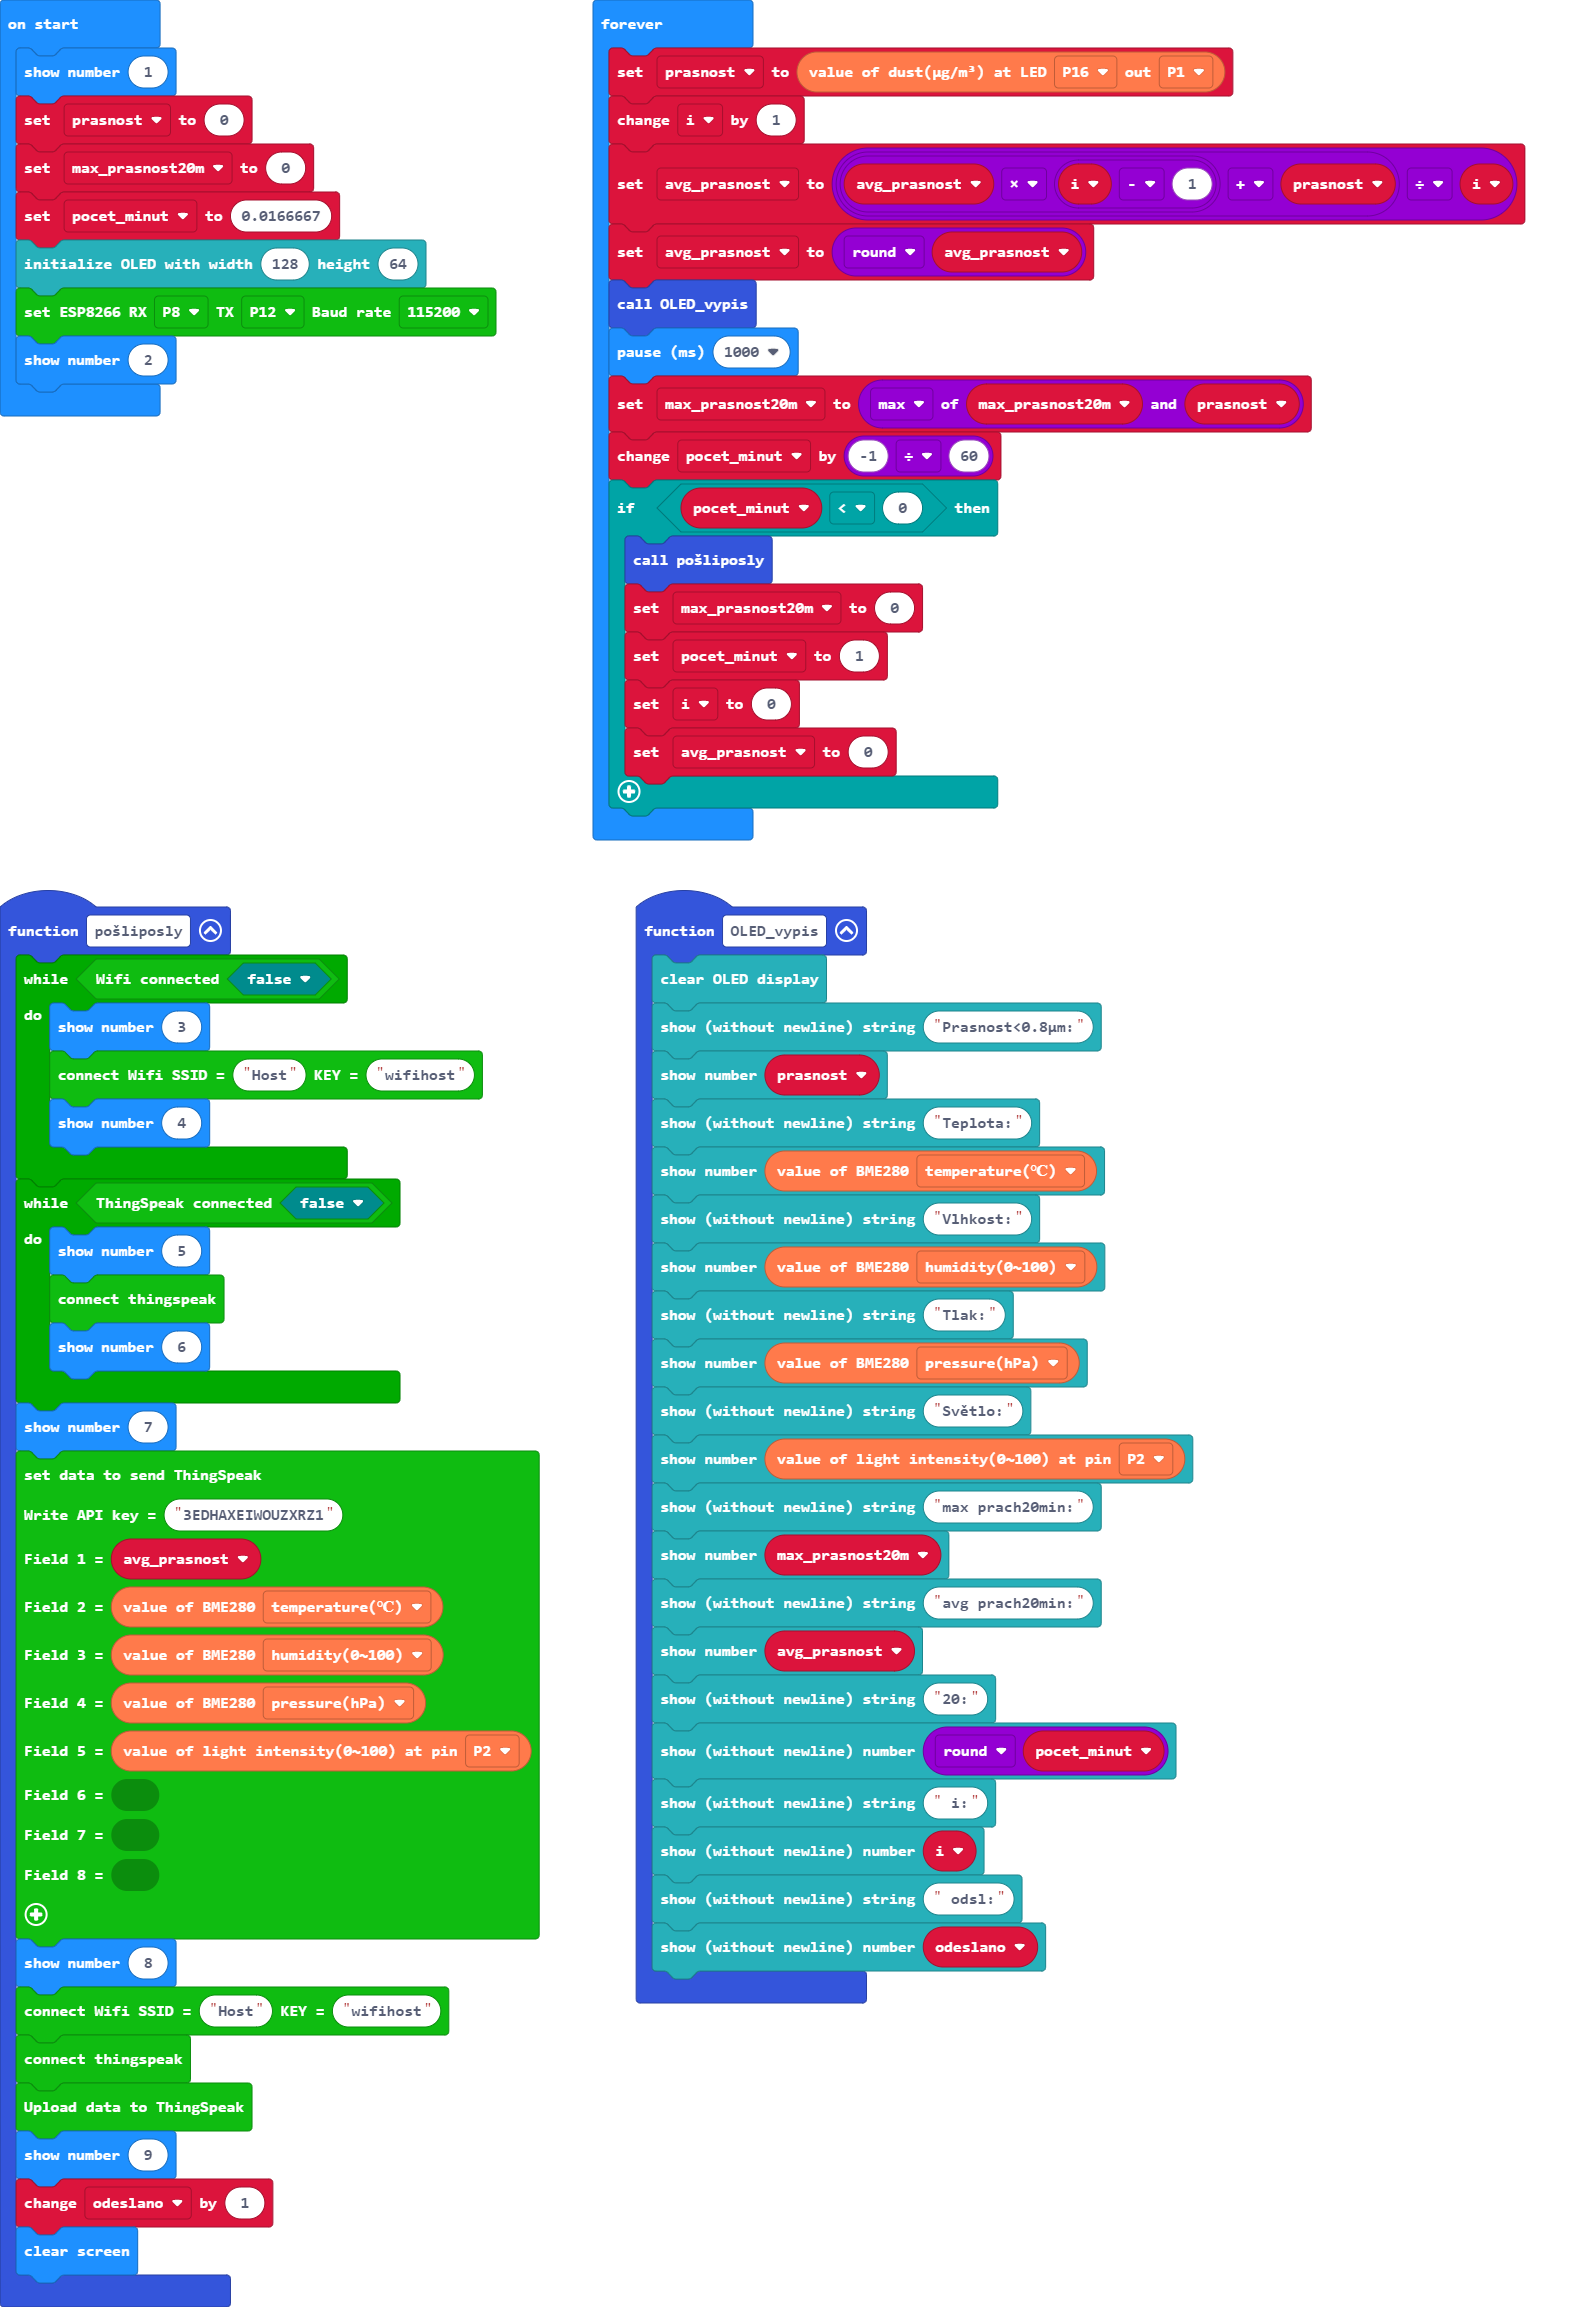 on start
show number 1
set prasnost to 0
set max_prasnost20m to 0
set pocet_minut to 0.0166667
initialize OLED with width 128 height 64
set ESP8266 RX P8 TX P12 Baud rate 115200
show number 2
forever
set prasnost to value of dust(μg/m³) at LED P16 out P1
change i by 1
set avg_prasnost to avg_prasnost × i - 1 + prasnost ÷ i
set avg_prasnost to round avg_prasnost
call OLED_vypis
pause (ms) 1000
set max_prasnost20m to max of max_prasnost20m and prasnost
change pocet_minut by -1 ÷ 60
if pocet_minut < 0 then
call pošliposly
set max_prasnost20m to 0
set pocet_minut to 1
set i to 0
set avg_prasnost to 0
function pošliposly
while Wifi connected false
do
show number 3
connect Wifi SSID = "Host" KEY = "wifihost"
show number 4
while ThingSpeak connected false
do
show number 5
connect thingspeak
show number 6
show number 7
set data to send ThingSpeak
Write API key = "3EDHAXEIWOUZXRZ1"
Field 1 = avg_prasnost
Field 2 = value of BME280 temperature(℃)
Field 3 = value of BME280 humidity(0~100)
Field 4 = value of BME280 pressure(hPa)
Field 5 = value of light intensity(0~100) at pin P2
Field 6 =
Field 7 =
Field 8 =
show number 8
connect Wifi SSID = "Host" KEY = "wifihost"
connect thingspeak
Upload data to ThingSpeak
show number 9
change odeslano by 1
clear screen
function OLED_vypis
clear OLED display
show (without newline) string "Prasnost<0.8μm:"
show number prasnost
show (without newline) string "Teplota:"
show number value of BME280 temperature(℃)
show (without newline) string "Vlhkost:"
show number value of BME280 humidity(0~100)
show (without newline) string "Tlak:"
show number value of BME280 pressure(hPa)
show (without newline) string "Světlo:"
show number value of light intensity(0~100) at pin P2
show (without newline) string "max prach20min:"
show number max_prasnost20m
show (without newline) string "avg prach20min:"
show number avg_prasnost
show (without newline) string "20:"
show (without newline) number round pocet_minut
show (without newline) string " i:"
show (without newline) number i
show (without newline) string " odsl:"
show (without newline) number odeslano